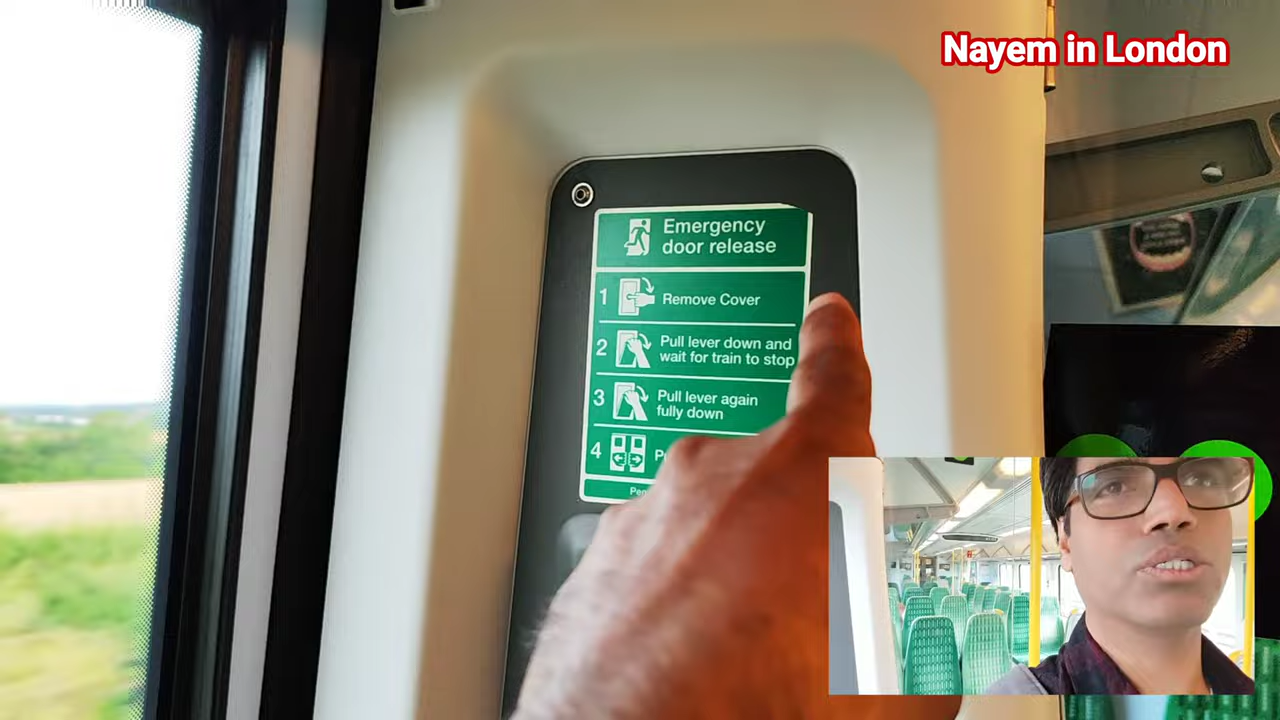 Nayem in London
Emergency
door release
1 Remove Cover
2 Pull lever down and
wait for train to stop
3 Pull lever again
fully down
4